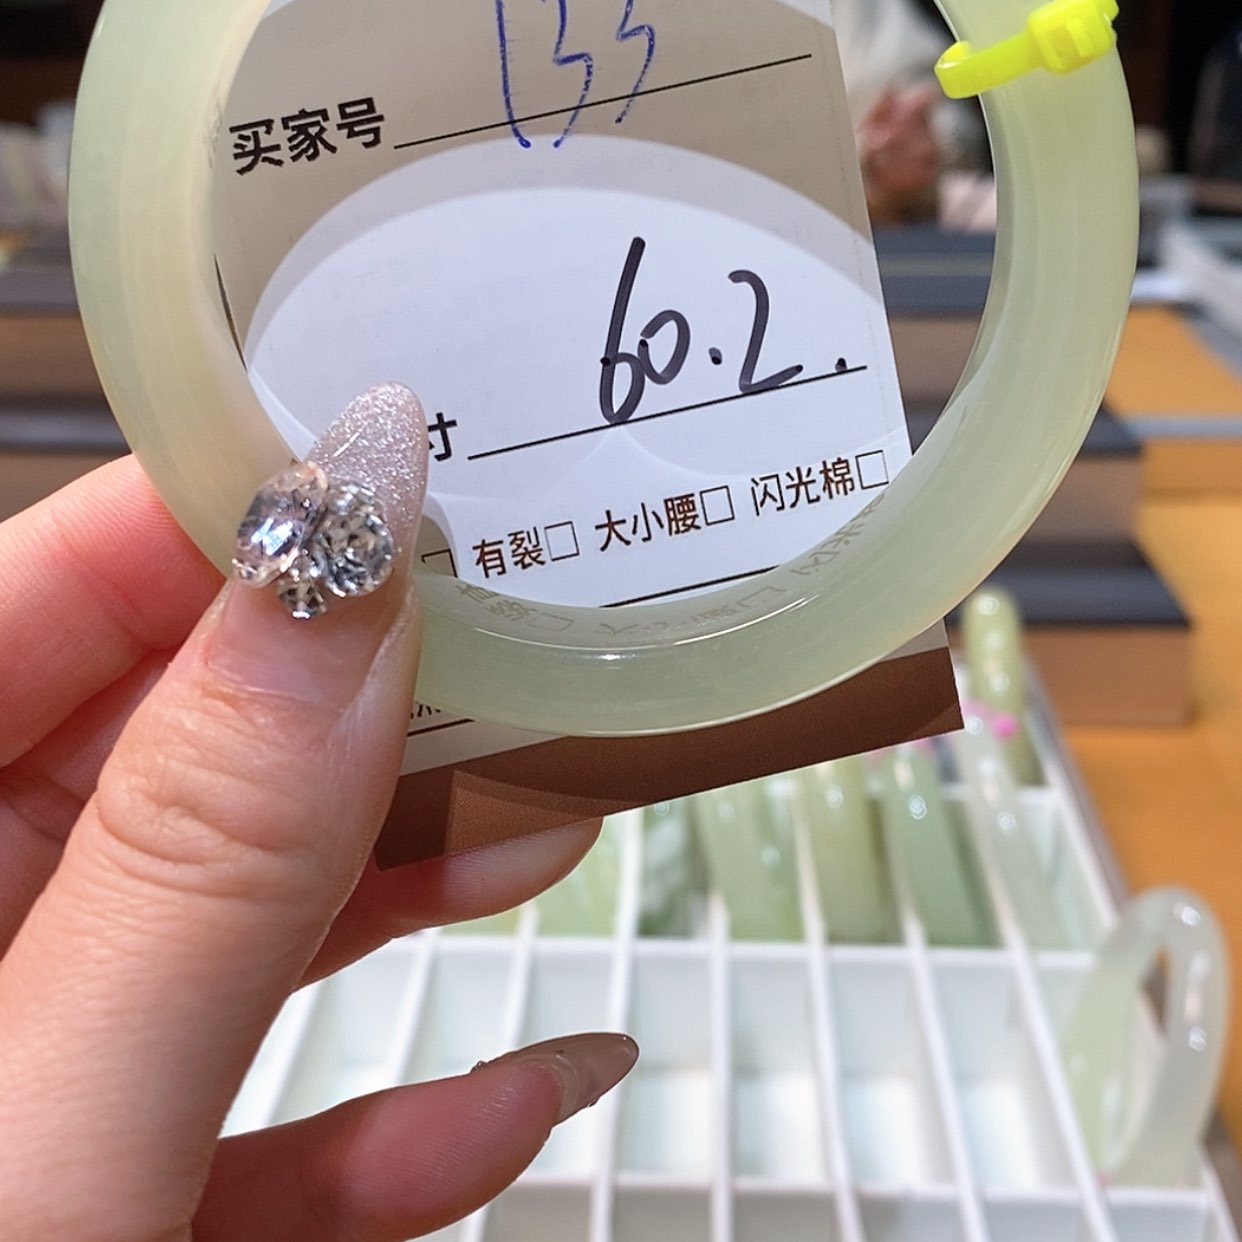 买家号 133
寸 60.2.
□ 有裂□ 大小腰□ 闪光棉□